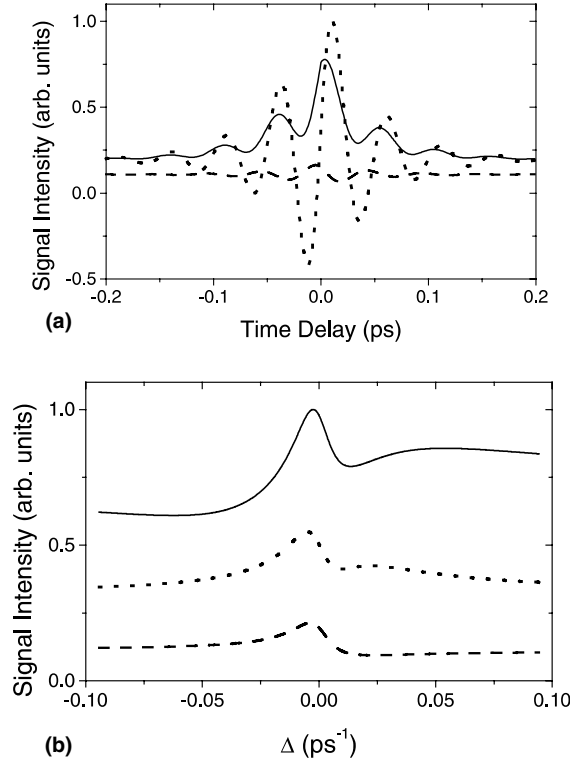 1.0
0.5
0.0
-0.5
Signal Intensity (arb. units)
-0.2 -0.1 0.0 0.1 0.2
(a)
Time Delay (ps)
1.0
0.5
0.0
Signal Intensity (arb. units)
-0.10 -0.05 0.00 0.05 0.10
(b)
Δ (ps⁻¹)